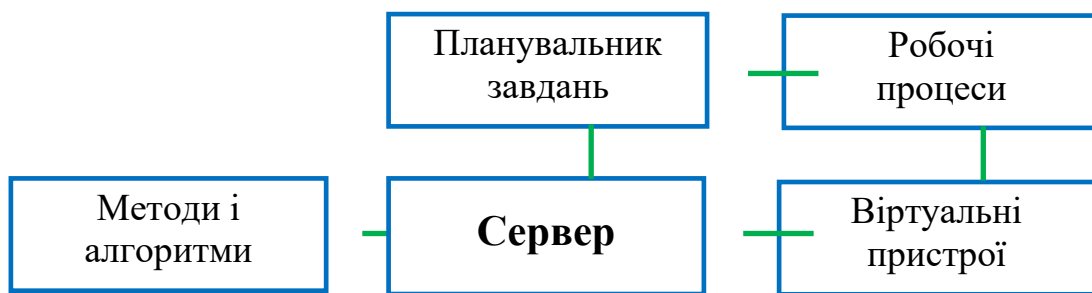 Планувальник
завдань
Робочі
процеси
Методи і
алгоритми
Сервер
Віртуальні
пристрої